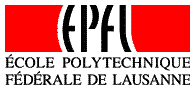 EPFL
ÉCOLE POLYTECHNIQUE
FÉDÉRALE DE LAUSANNE